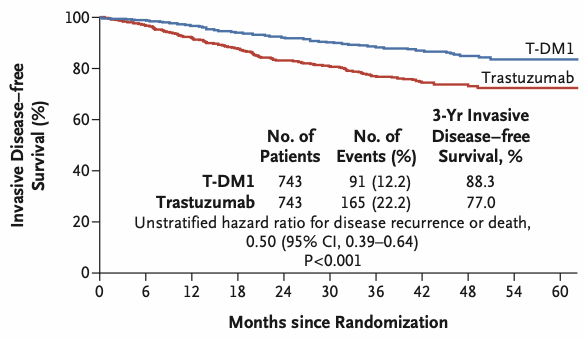 Invasive Disease–free
Survival (%)
100
80
60
40
20
0
T-DM1
Trastuzumab
No. of Patients
No. of Events (%)
3-Yr Invasive Disease–free Survival, %
T-DM1 743 91 (12.2) 88.3
Trastuzumab 743 165 (22.2) 77.0
Unstratified hazard ratio for disease recurrence or death,
0.50 (95% CI, 0.39–0.64)
P<0.001
0 6 12 18 24 30 36 42 48 54 60
Months since Randomization